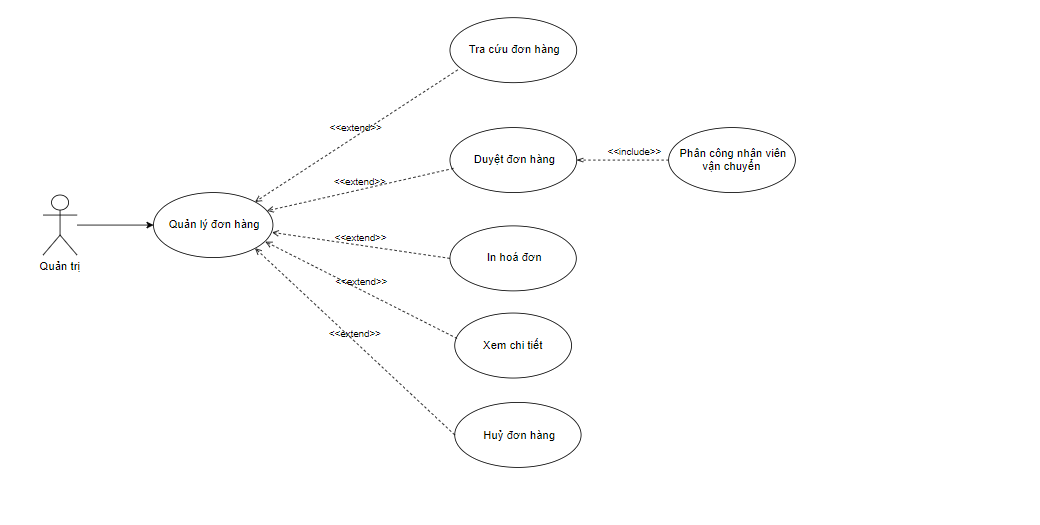 Tra cứu đơn hàng
<<extend>>
Duyệt đơn hàng
<<include>>
Phân công nhân viên
vận chuyển
<<extend>>
Quản lý đơn hàng
<<extend>>
In hoá đơn
Quản trị
<<extend>>
Xem chi tiết
<<extend>>
Huỷ đơn hàng